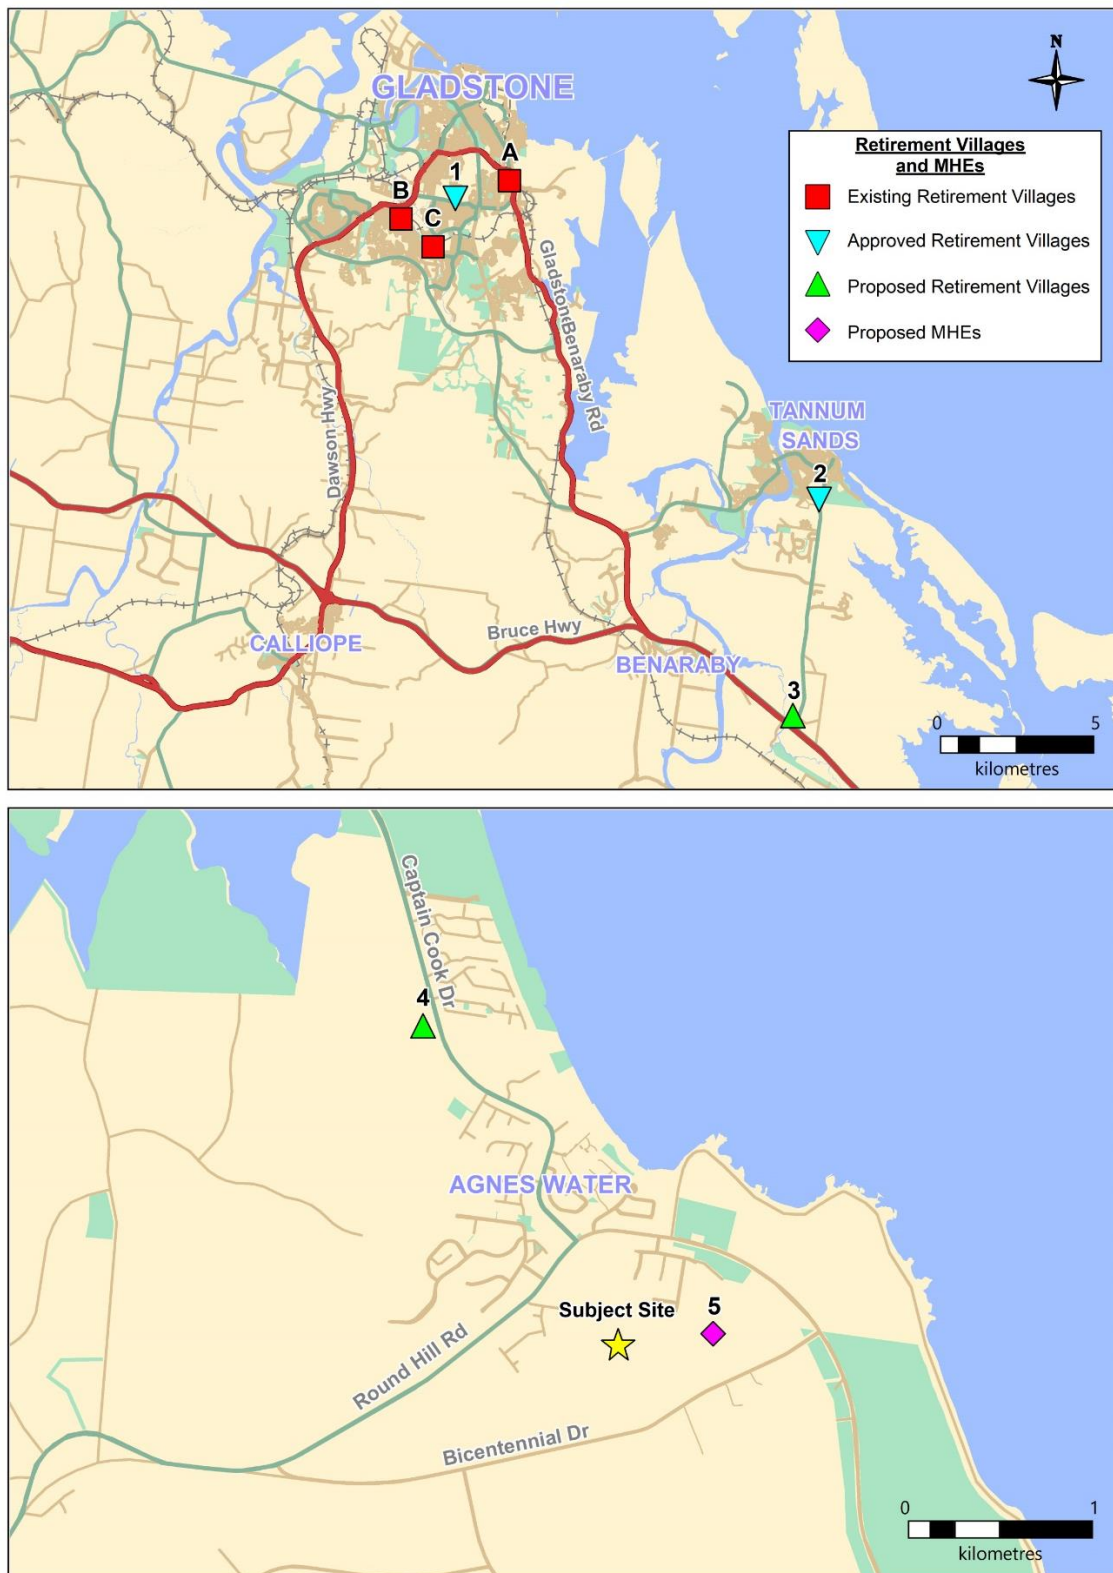 GLADSTONE
N
Retirement Villages
and MHEs
Existing Retirement Villages
Approved Retirement Villages
Proposed Retirement Villages
Proposed MHEs
A
1
B
C
Gladstone Benaraby Rd
Dawson Hwy
TANNUM
SANDS
2
CALLIOPE
Bruce Hwy
BENARABY
3
0 5
kilometres
Captain Cook Dr
4
AGNES WATER
Subject Site
5
Round Hill Rd
Bicentennial Dr
0 1
kilometres